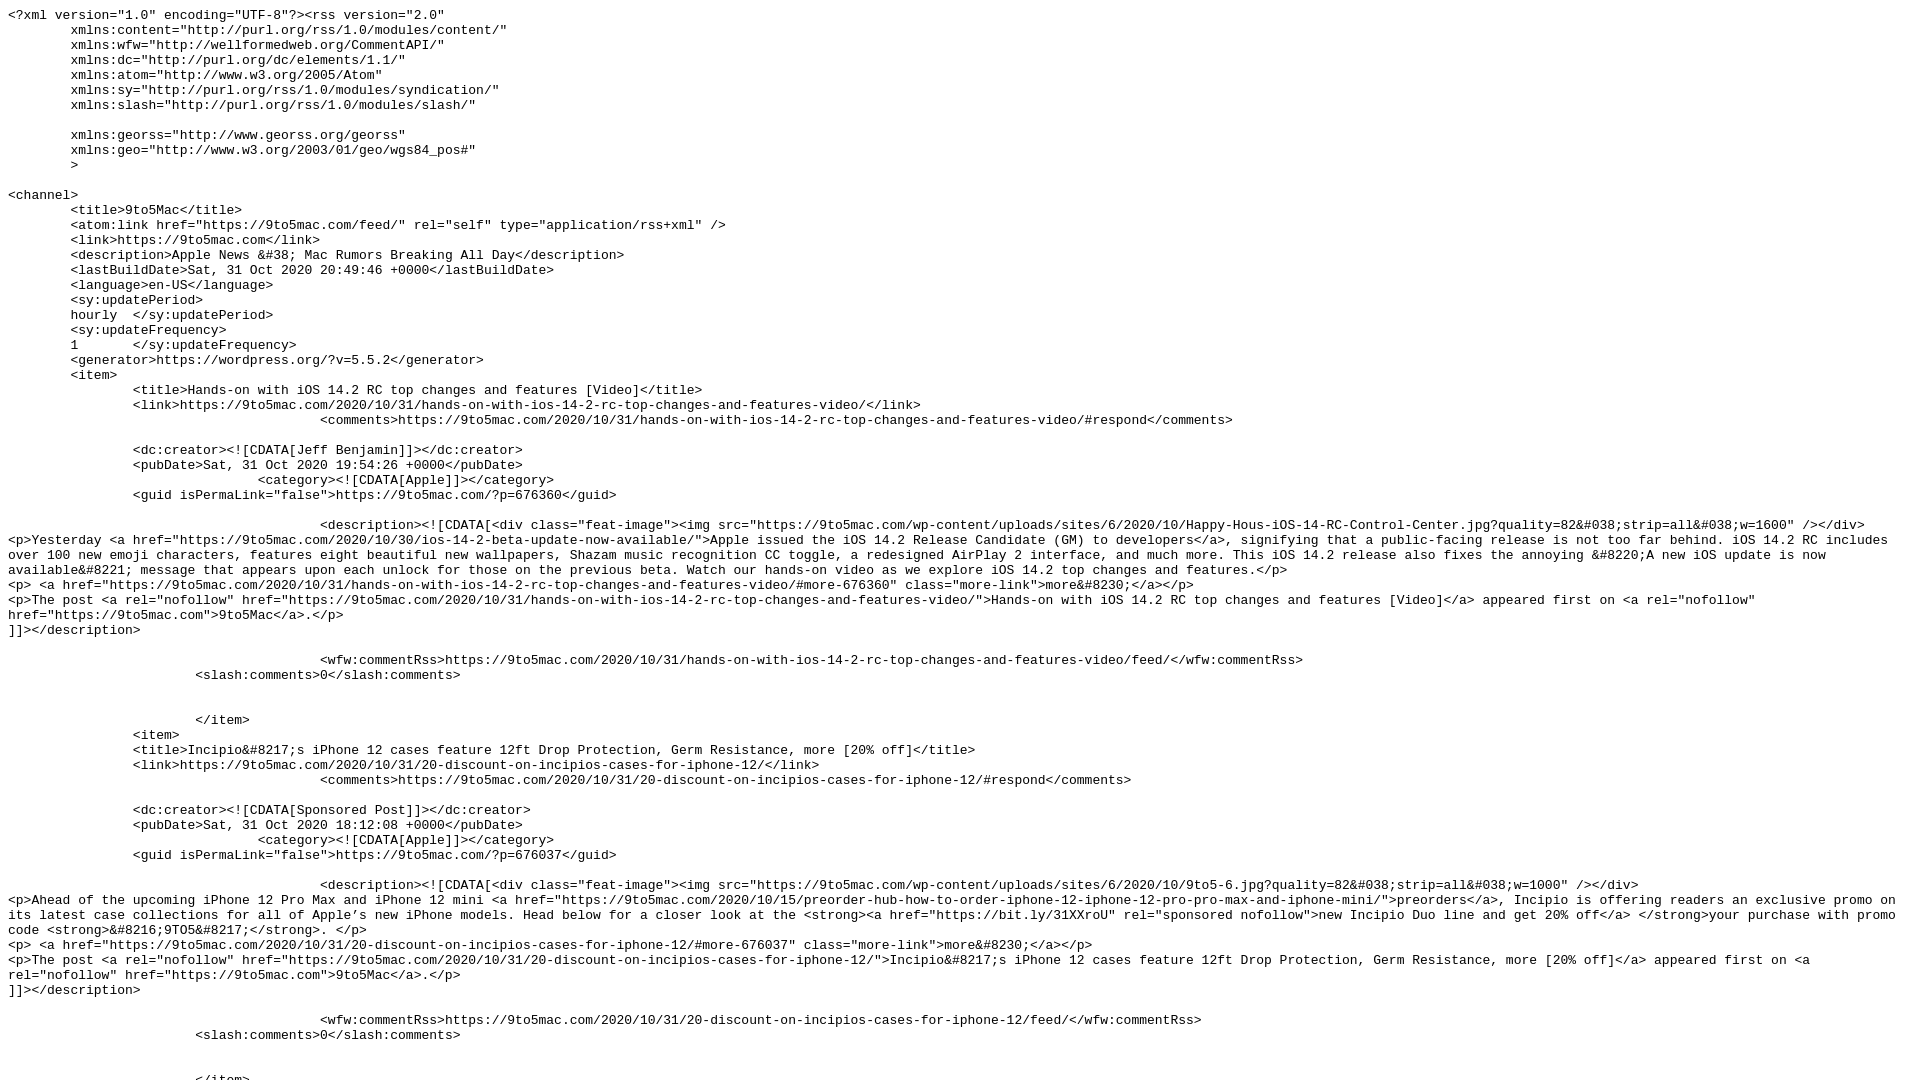 <?xml version="1.0" encoding="UTF-8"?><rss version="2.0"
xmlns:content="http://purl.org/rss/1.0/modules/content/"
xmlns:wfw="http://wellformedweb.org/CommentAPI/"
xmlns:dc="http://purl.org/dc/elements/1.1/"
xmlns:atom="http://www.w3.org/2005/Atom"
xmlns:sy="http://purl.org/rss/1.0/modules/syndication/"
xmlns:slash="http://purl.org/rss/1.0/modules/slash/"
xmlns:georss="http://www.georss.org/georss"
xmlns:geo="http://www.w3.org/2003/01/geo/wgs84_pos#"
>
<channel>
<title>9to5Mac</title>
<atom:link href="https://9to5mac.com/feed/" rel="self" type="application/rss+xml" />
<link>https://9to5mac.com</link>
<description>Apple News &#38; Mac Rumors Breaking All Day</description>
<lastBuildDate>Sat, 31 Oct 2020 20:49:46 +0000</lastBuildDate>
<language>en-US</language>
<sy:updatePeriod>
hourly  </sy:updatePeriod>
<sy:updateFrequency>
1       </sy:updateFrequency>
<generator>https://wordpress.org/?v=5.5.2</generator>
<item>
<title>Hands-on with iOS 14.2 RC top changes and features [Video]</title>
<link>https://9to5mac.com/2020/10/31/hands-on-with-ios-14-2-rc-top-changes-and-features-video/</link>
<comments>https://9to5mac.com/2020/10/31/hands-on-with-ios-14-2-rc-top-changes-and-features-video/#respond</comments>
<dc:creator><![CDATA[Jeff Benjamin]]></dc:creator>
<pubDate>Sat, 31 Oct 2020 19:54:26 +0000</pubDate>
<category><![CDATA[Apple]]></category>
<guid isPermaLink="false">https://9to5mac.com/?p=676360</guid>
<description><![CDATA[<div class="feat-image"><img src="https://9to5mac.com/wp-content/uploads/sites/6/2020/10/Happy-Hous-iOS-14-RC-Control-Center.jpg?quality=82&#038;strip=all&#038;w=1600" /></div>
<p>Yesterday <a href="https://9to5mac.com/2020/10/30/ios-14-2-beta-update-now-available/">Apple issued the iOS 14.2 Release Candidate (GM) to developers</a>, signifying that a public-facing release is not too far behind. iOS 14.2 RC includes
over 100 new emoji characters, features eight beautiful new wallpapers, Shazam music recognition CC toggle, a redesigned AirPlay 2 interface, and much more. This iOS 14.2 release also fixes the annoying &#8220;A new iOS update is now
available&#8221; message that appears upon each unlock for those on the previous beta. Watch our hands-on video as we explore iOS 14.2 top changes and features.</p>
<p> <a href="https://9to5mac.com/2020/10/31/hands-on-with-ios-14-2-rc-top-changes-and-features-video/#more-676360" class="more-link">more&#8230;</a></p>
<p>The post <a rel="nofollow" href="https://9to5mac.com/2020/10/31/hands-on-with-ios-14-2-rc-top-changes-and-features-video/">Hands-on with iOS 14.2 RC top changes and features [Video]</a> appeared first on <a rel="nofollow"
href="https://9to5mac.com">9to5Mac</a>.</p>
]]></description>
<wfw:commentRss>https://9to5mac.com/2020/10/31/hands-on-with-ios-14-2-rc-top-changes-and-features-video/feed/</wfw:commentRss>
<slash:comments>0</slash:comments>
</item>
<item>
<title>Incipio&#8217;s iPhone 12 cases feature 12ft Drop Protection, Germ Resistance, more [20% off]</title>
<link>https://9to5mac.com/2020/10/31/20-discount-on-incipios-cases-for-iphone-12/</link>
<comments>https://9to5mac.com/2020/10/31/20-discount-on-incipios-cases-for-iphone-12/#respond</comments>
<dc:creator><![CDATA[Sponsored Post]]></dc:creator>
<pubDate>Sat, 31 Oct 2020 18:12:08 +0000</pubDate>
<category><![CDATA[Apple]]></category>
<guid isPermaLink="false">https://9to5mac.com/?p=676037</guid>
<description><![CDATA[<div class="feat-image"><img src="https://9to5mac.com/wp-content/uploads/sites/6/2020/10/9to5-6.jpg?quality=82&#038;strip=all&#038;w=1000" /></div>
<p>Ahead of the upcoming iPhone 12 Pro Max and iPhone 12 mini <a href="https://9to5mac.com/2020/10/15/preorder-hub-how-to-order-iphone-12-iphone-12-pro-pro-max-and-iphone-mini/">preorders</a>, Incipio is offering readers an exclusive promo on
its latest case collections for all of Apple’s new iPhone models. Head below for a closer look at the <strong><a href="https://bit.ly/31XXroU" rel="sponsored nofollow">new Incipio Duo line and get 20% off</a> </strong>your purchase with promo
code <strong>&#8216;9TO5&#8217;</strong>. </p>
<p> <a href="https://9to5mac.com/2020/10/31/20-discount-on-incipios-cases-for-iphone-12/#more-676037" class="more-link">more&#8230;</a></p>
<p>The post <a rel="nofollow" href="https://9to5mac.com/2020/10/31/20-discount-on-incipios-cases-for-iphone-12/">Incipio&#8217;s iPhone 12 cases feature 12ft Drop Protection, Germ Resistance, more [20% off]</a> appeared first on <a
rel="nofollow" href="https://9to5mac.com">9to5Mac</a>.</p>
]]></description>
<wfw:commentRss>https://9to5mac.com/2020/10/31/20-discount-on-incipios-cases-for-iphone-12/feed/</wfw:commentRss>
<slash:comments>0</slash:comments>
</item>